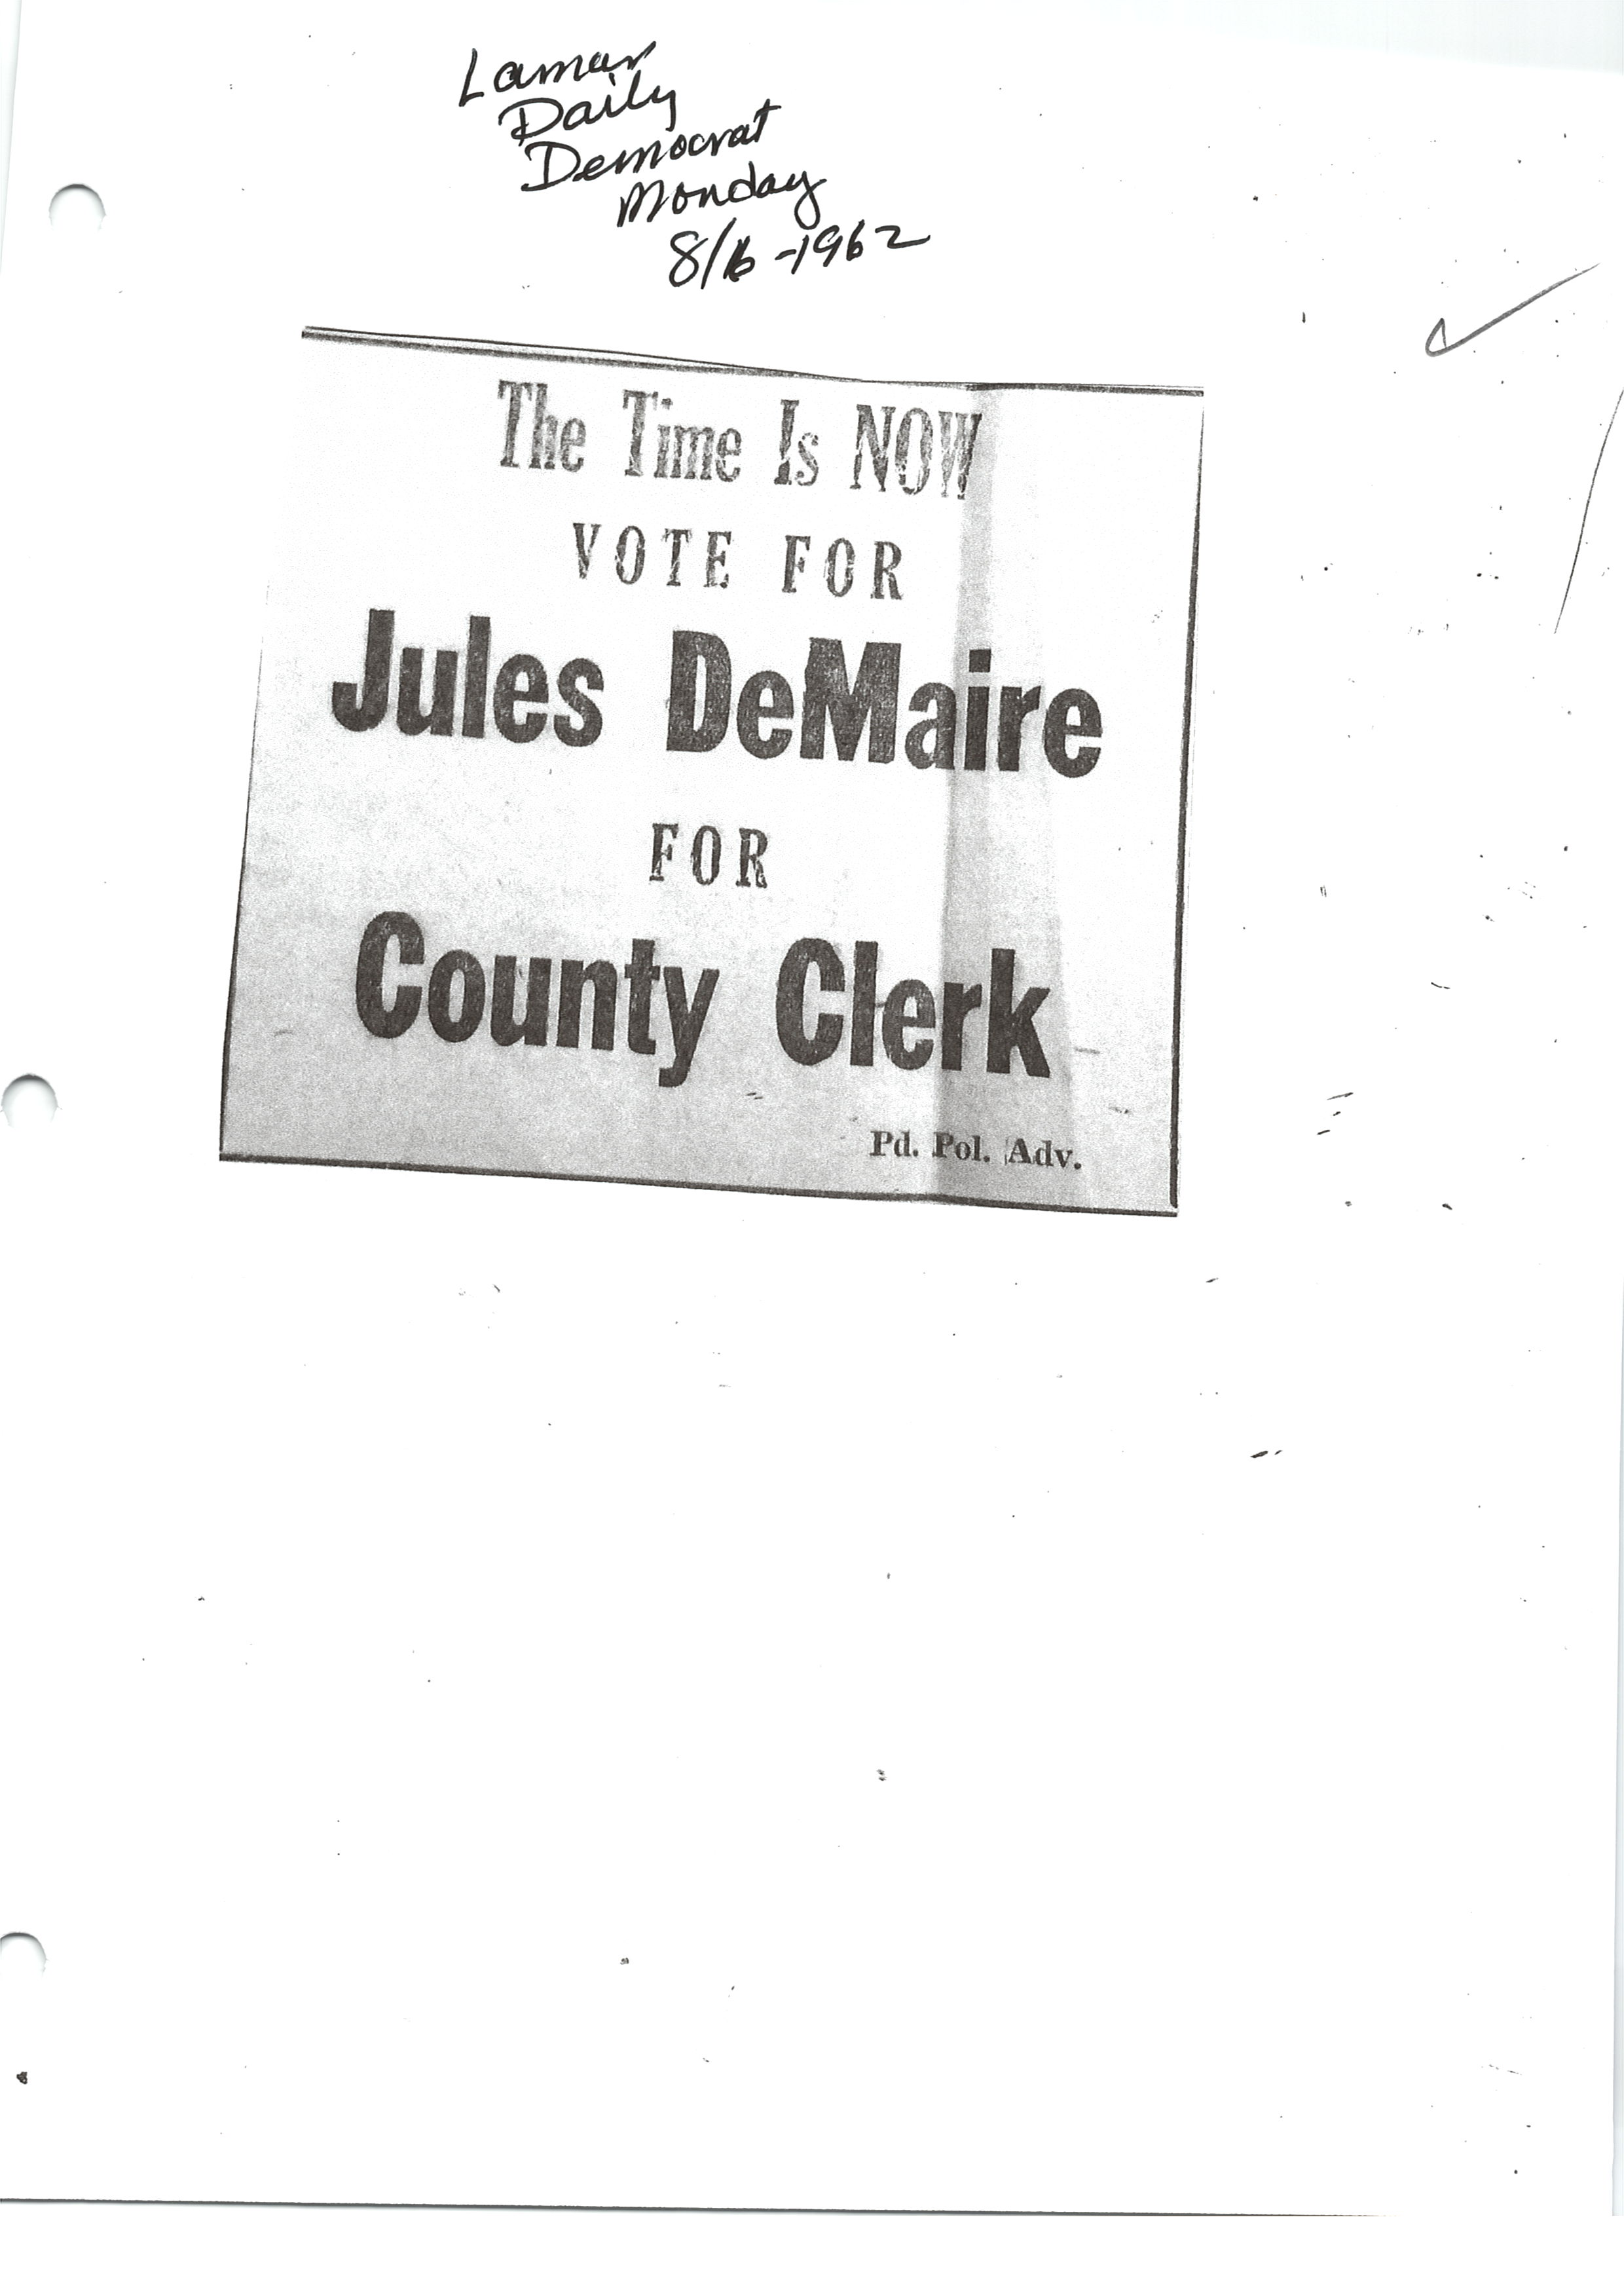 Lamar
Daily
Democrat
Monday
8/6-1962
The Time Is NOW
VOTE FOR
Jules DeMaire
FOR
County Clerk
Pd. Pol. Adv.